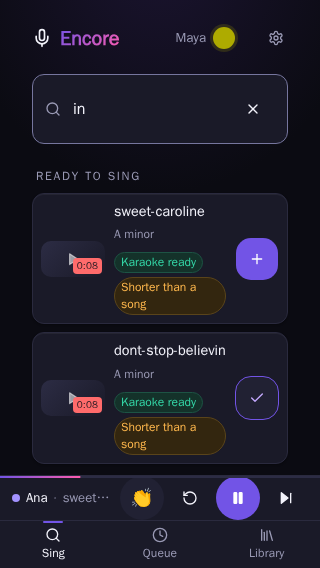 Encore
Maya
in
READY TO SING
sweet-caroline
A minor
0:08
Karaoke ready
Shorter than a
song
dont-stop-believin
A minor
0:08
Karaoke ready
Shorter than a
song
Ana · sweet…
Sing
Queue
Library